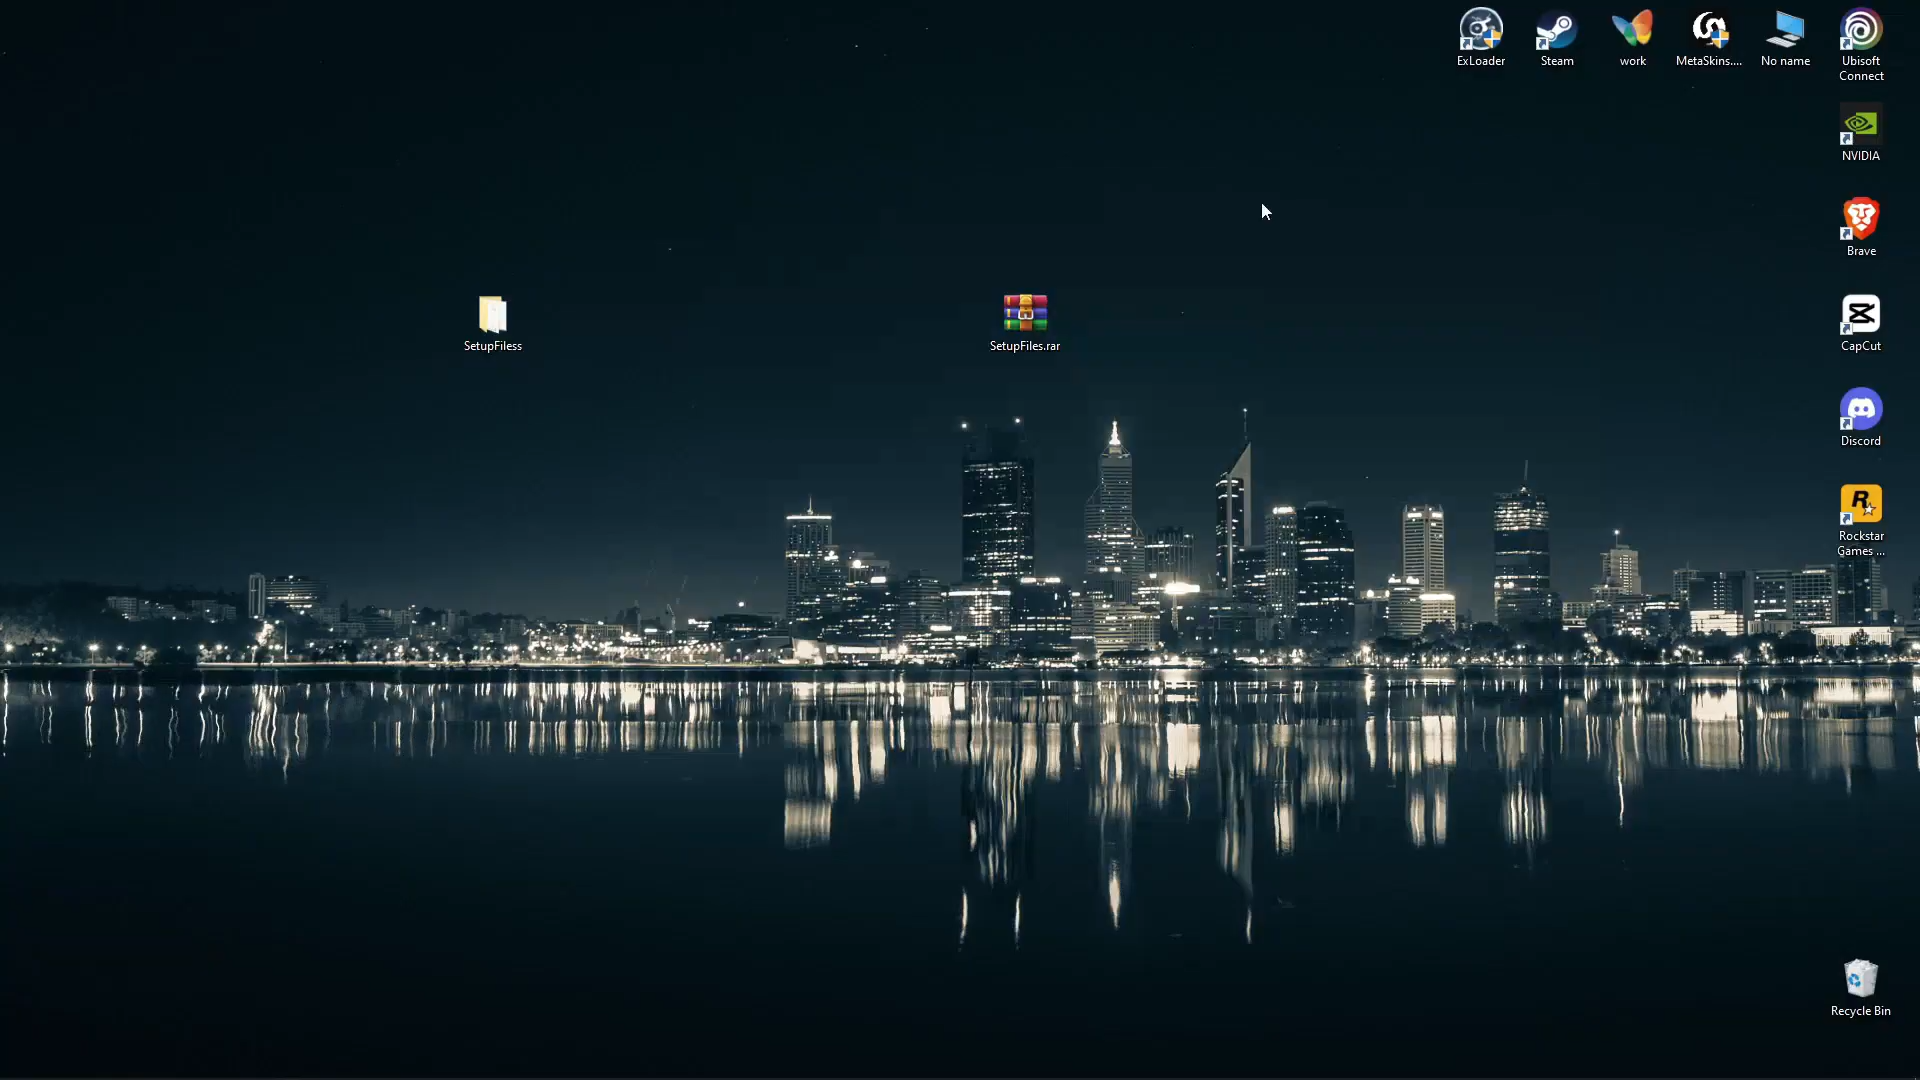 ExLoader
Steam
work
MetaSkins....
No name
Ubisoft
Connect
NVIDIA
Brave
SetupFiless
SetupFiles.rar
CapCut
Discord
Rockstar
Games ...
Recycle Bin